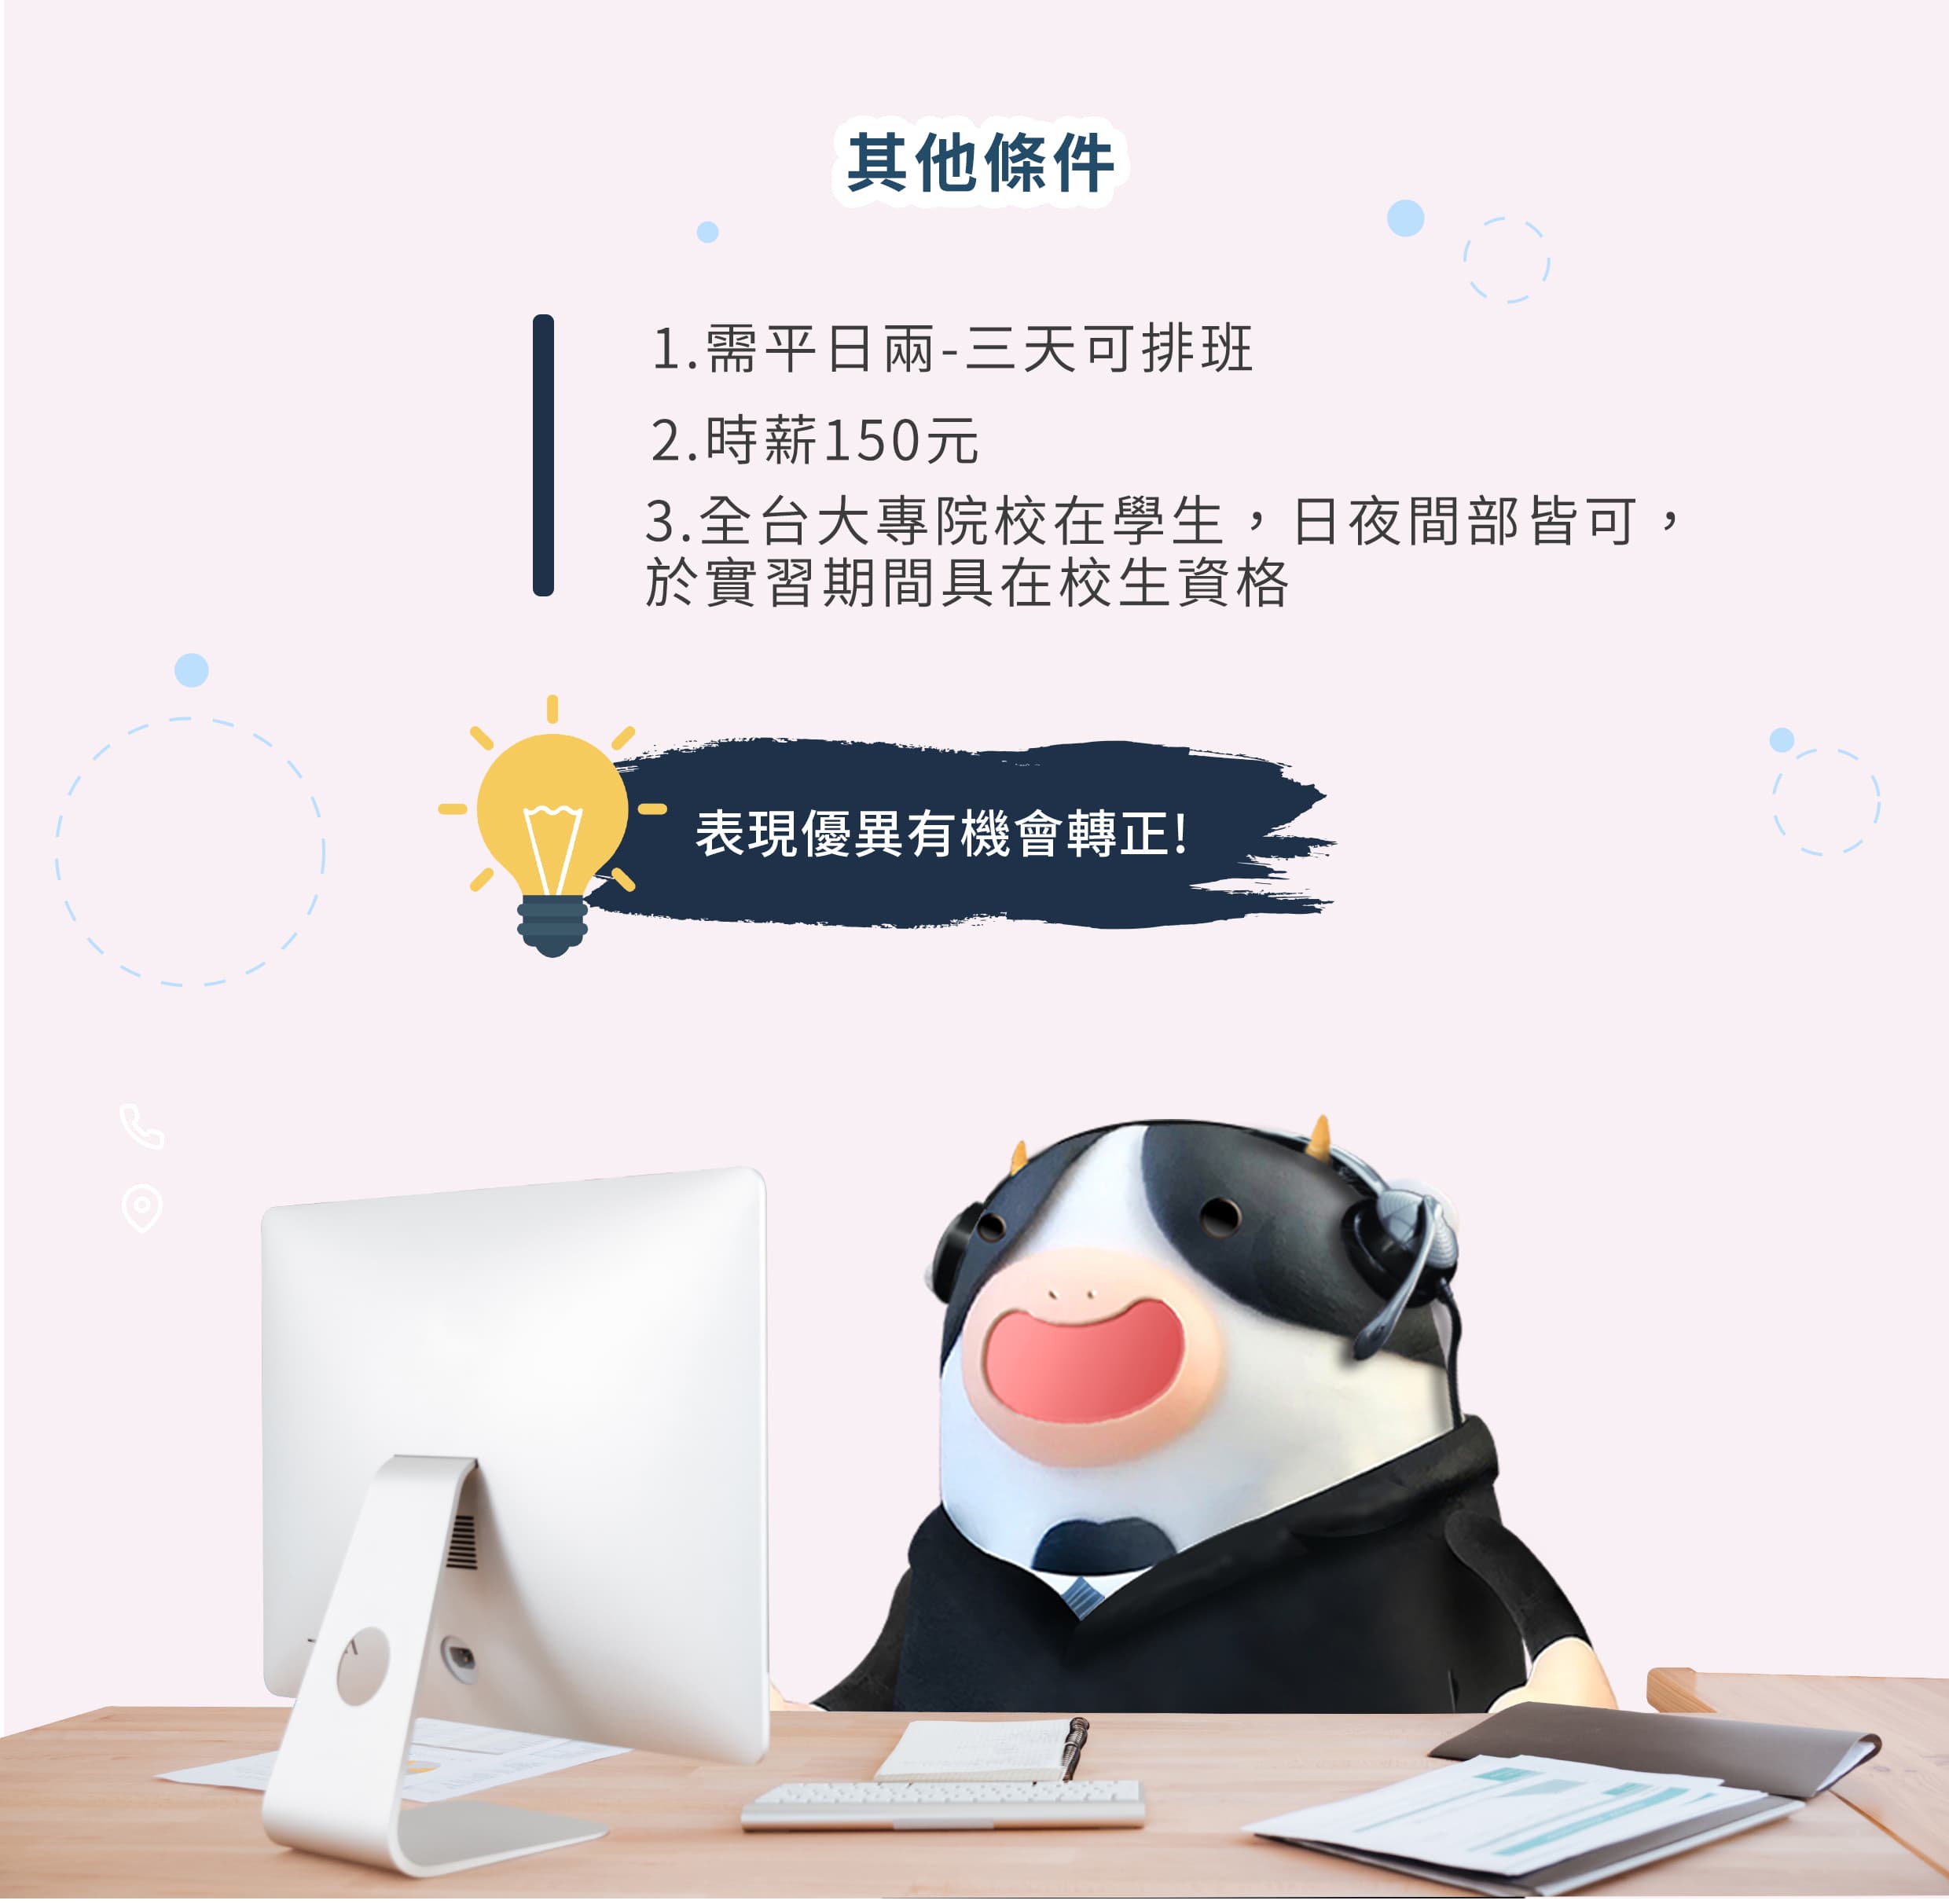 其他條件
1.需平日兩-三天可排班
2.時薪150元
3.全台大專院校在學生，日夜間部皆可，
於實習期間具在校生資格
表現優異有機會轉正!